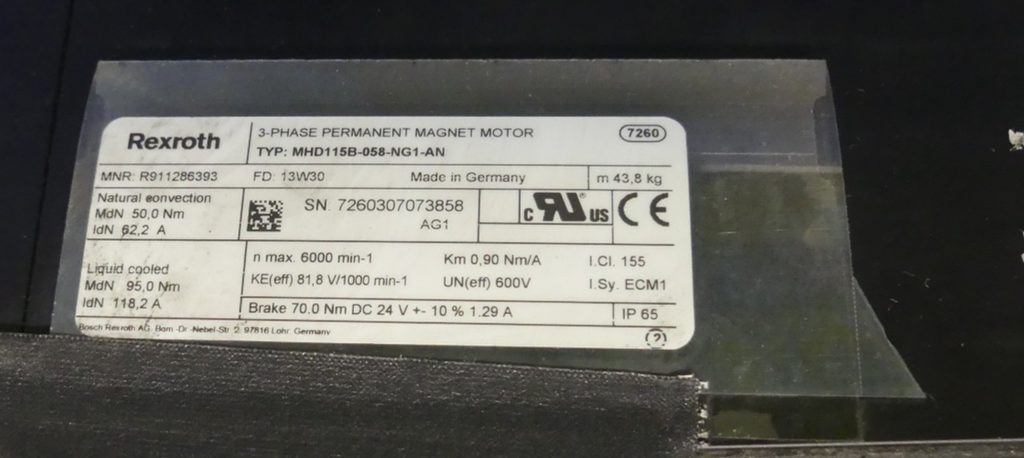 Rexroth
3-PHASE PERMANENT MAGNET MOTOR
7260
TYP: MHD115B-058-NG1-AN
MNR: R911286393 FD: 13W30 Made in Germany m 43,8 kg
Natural convection
MdN 50,0 Nm
IdN 62,2 A
SN: 7260307073858
AG1
C RU US CE
Liquid cooled
MdN 95,0 Nm
IdN 118,2 A
n max. 6000 min-1 Km 0,90 Nm/A I.Cl. 155
KE(eff) 81,8 V/1000 min-1 UN(eff) 600V I.Sy. ECM1
Brake 70.0 Nm DC 24 V +- 10 % 1.29 A IP 65
Bosch Rexroth AG. Bgm.-Dr.-Nebel-Str. 2. 97816 Lohr. Germany
(2)